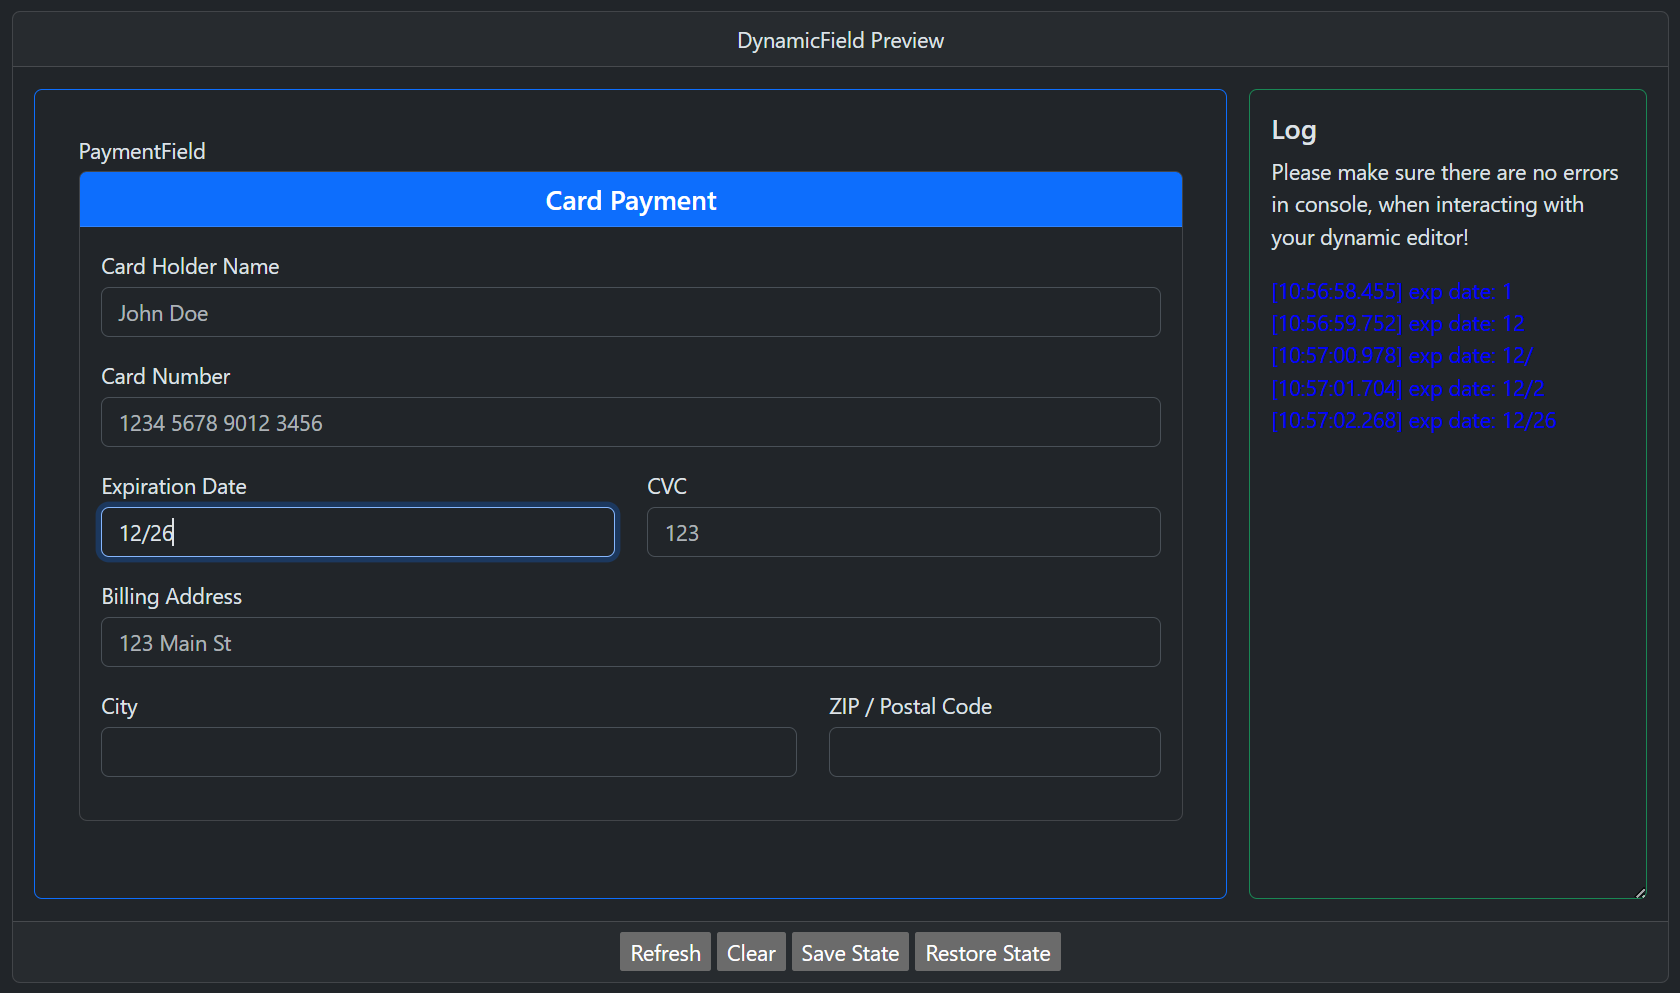 DynamicField Preview
PaymentField
Card Payment
Card Holder Name
John Doe
Card Number
1234 5678 9012 3456
Expiration Date
12/26
CVC
123
Billing Address
123 Main St
City
ZIP / Postal Code
Log
Please make sure there are no errors
in console, when interacting with
your dynamic editor!
[10:56:58.455] exp date: 1
[10:56:59.752] exp date: 12
[10:57:00.978] exp date: 12/
[10:57:01.704] exp date: 12/2
[10:57:02.268] exp date: 12/26
Refresh
Clear
Save State
Restore State